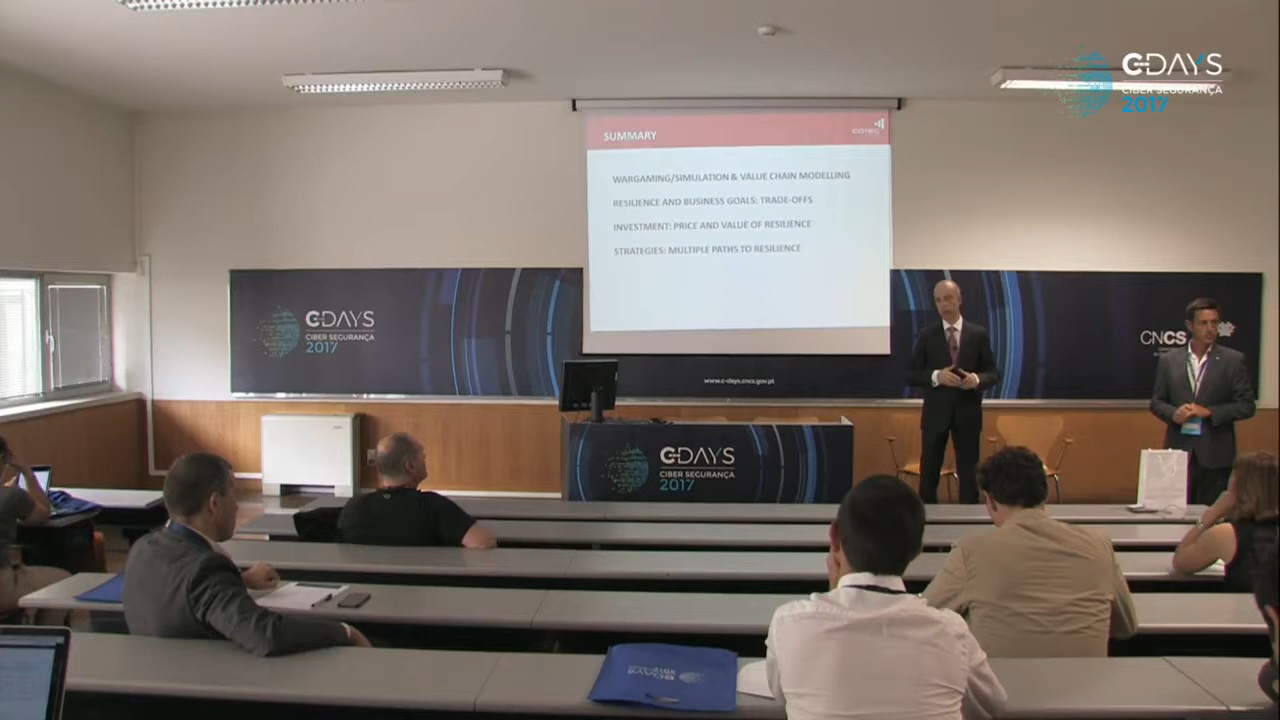 C-DAYS
CIBER SEGURANÇA
2017
SUMMARY
COTEC
WARGAMING/SIMULATION & VALUE CHAIN MODELLING
RESILIENCE AND BUSINESS GOALS: TRADE-OFFS
INVESTMENT: PRICE AND VALUE OF RESILIENCE
STRATEGIES: MULTIPLE PATHS TO RESILIENCE
C-DAYS
CIBER SEGURANÇA
2017
CNCS
www.c-days.cncs.gov.pt
C-DAYS
CIBER SEGURANÇA
2017
C-DAYS